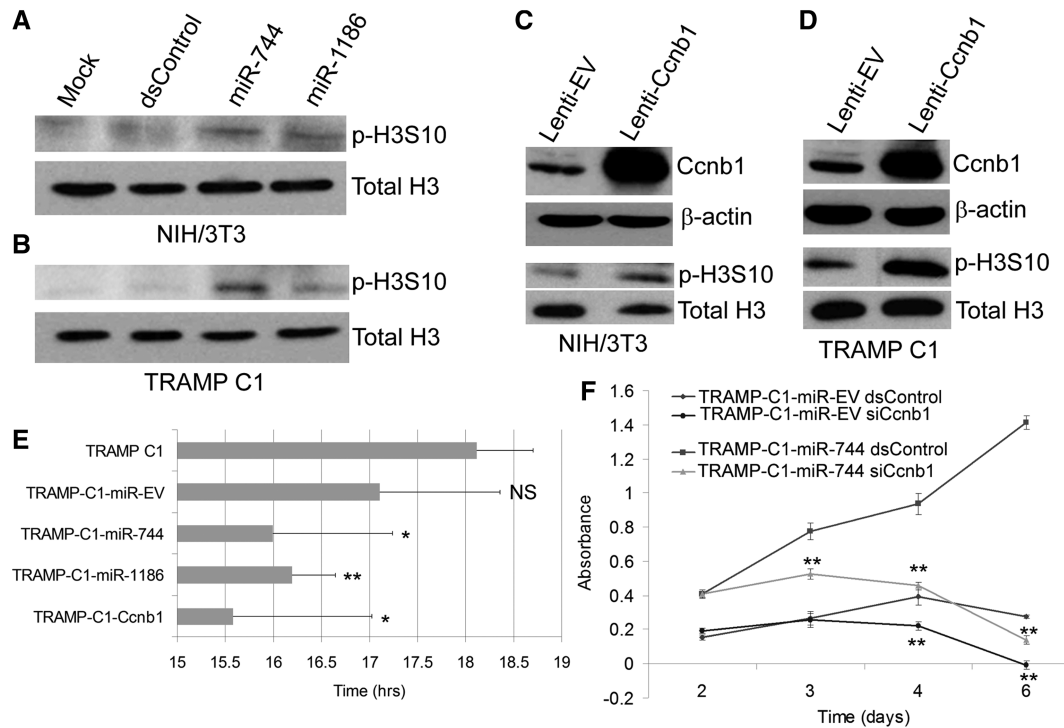 A
Mock
dsControl
miR-744
miR-1186
p-H3S10
Total H3
NIH/3T3
B
p-H3S10
Total H3
TRAMP C1
C
Lenti-EV
Lenti-Ccnb1
Ccnb1
β-actin
p-H3S10
Total H3
NIH/3T3
D
Lenti-EV
Lenti-Ccnb1
Ccnb1
β-actin
p-H3S10
Total H3
TRAMP C1
E
TRAMP C1
TRAMP-C1-miR-EV
NS
TRAMP-C1-miR-744
*
TRAMP-C1-miR-1186
**
TRAMP-C1-Ccnb1
*
15 15.5 16 16.5 17 17.5 18 18.5 19
Time (hrs)
F
TRAMP-C1-miR-EV dsControl
TRAMP-C1-miR-EV siCcnb1
TRAMP-C1-miR-744 dsControl
TRAMP-C1-miR-744 siCcnb1
Absorbance
1.6
1.4
1.2
1
0.8
0.6
0.4
0.2
0
-0.2
**
**
**
**
**
2 3 4 6
Time (days)